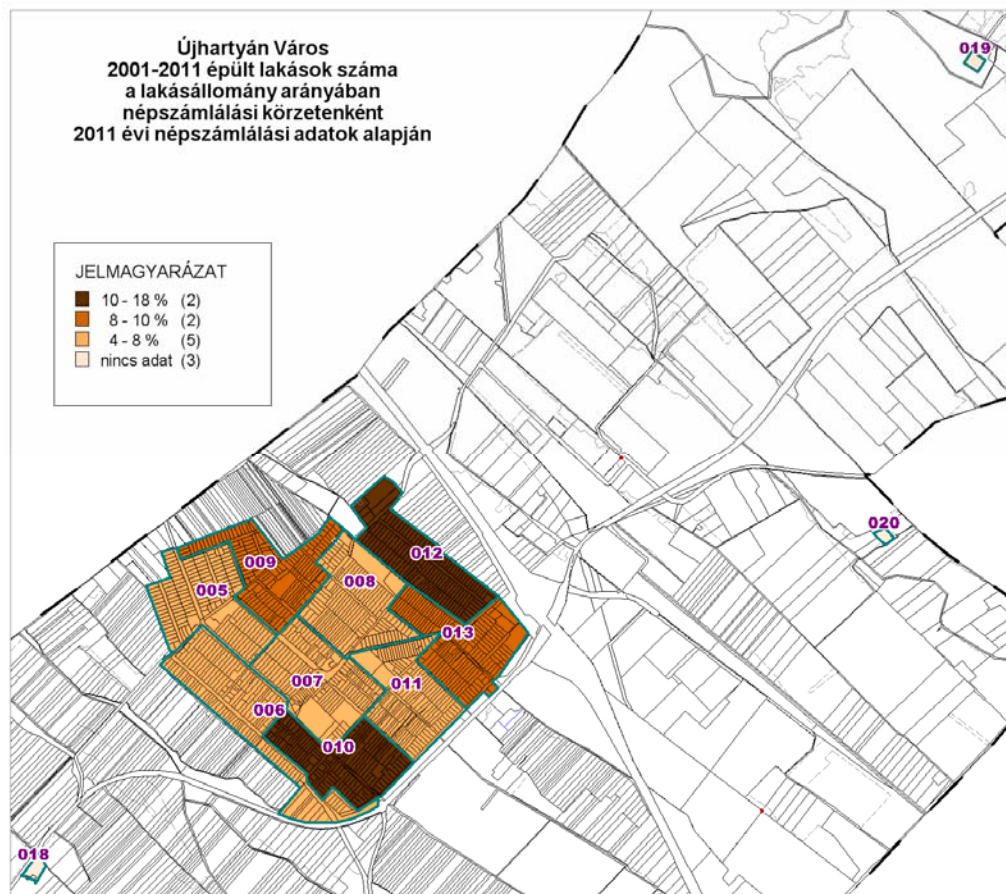 Újhartyán Város
2001-2011 épült lakások száma
a lakásállomány arányában
népszámlálási körzetenként
2011 évi népszámlálási adatok alapján
019
JELMAGYARÁZAT
10 - 18 % (2)
8 - 10 % (2)
4 - 8 % (5)
nincs adat (3)
020
012
009
008
005
013
007
011
006
010
018